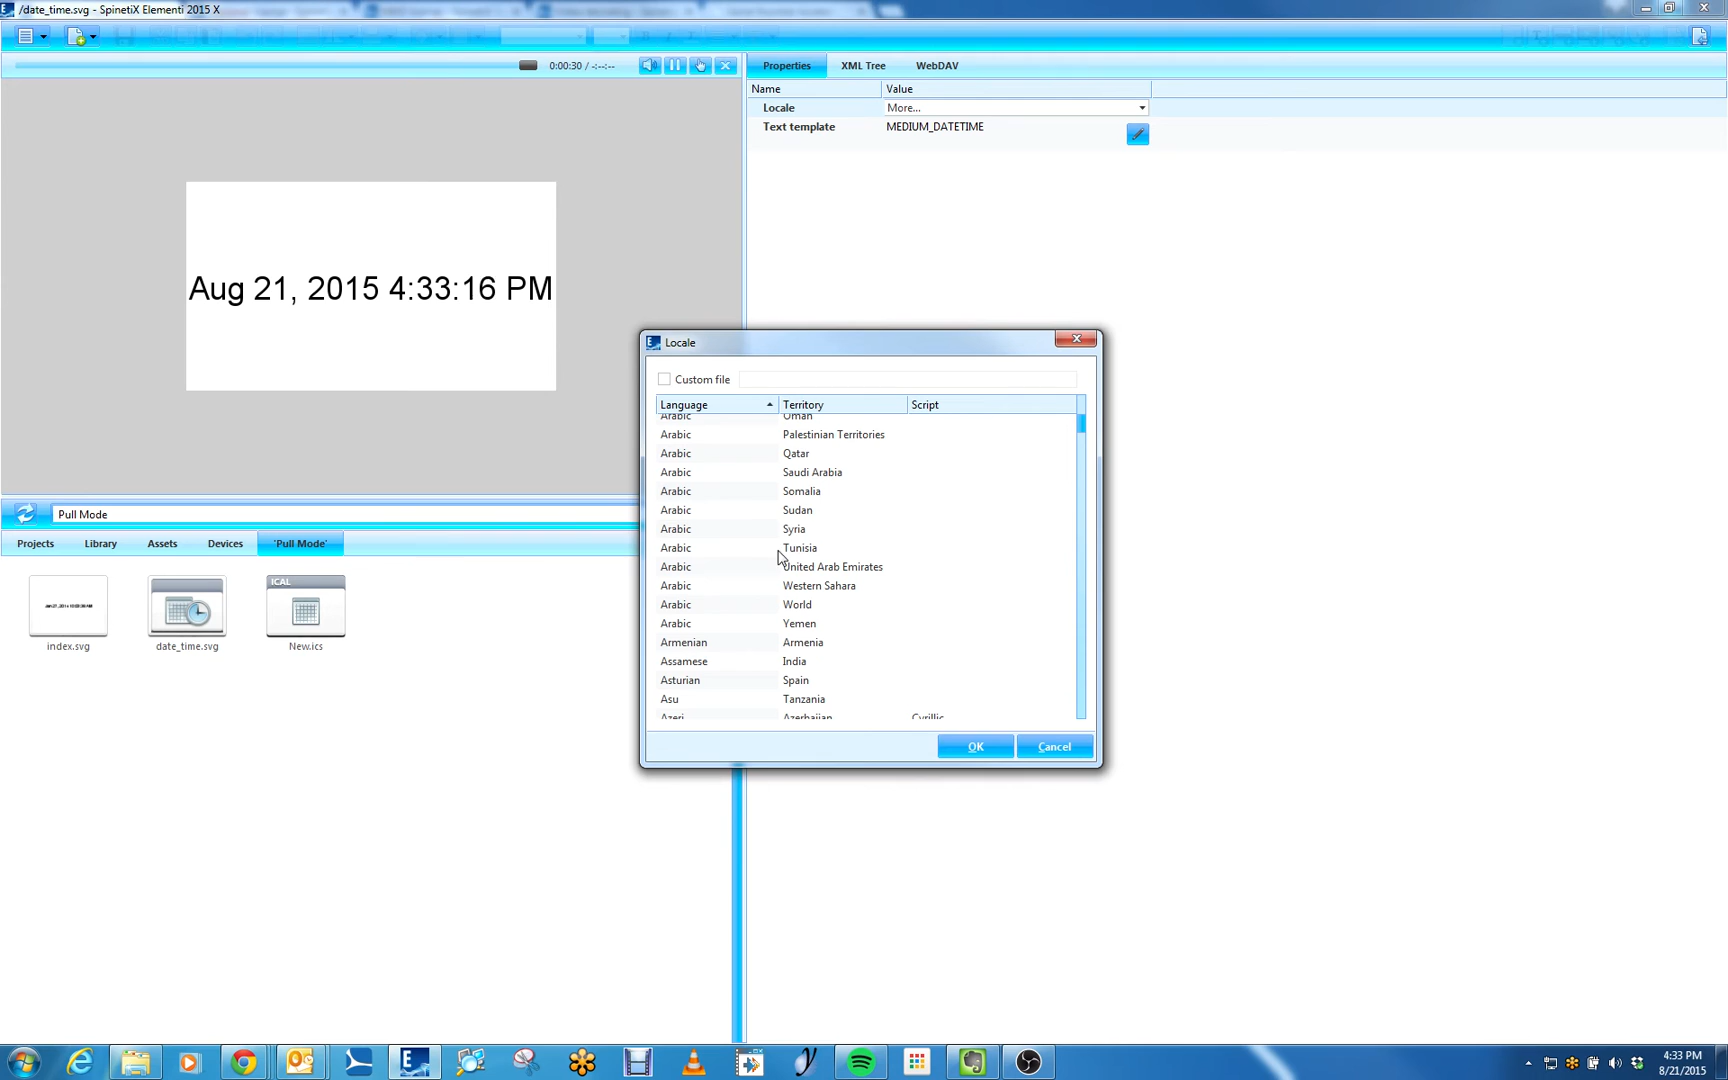 /date_time.svg - SpinetiX Elementi 2015 X
0:00:30 / -:--:--
Properties
XML Tree
WebDAV
Name
Value
Locale
More...
Text template
MEDIUM_DATETIME
Aug 21, 2015 4:33:16 PM
Locale
Custom file
Language
Territory
Script
Arabic
Oman
Arabic
Palestinian Territories
Arabic
Qatar
Arabic
Saudi Arabia
Arabic
Somalia
Arabic
Sudan
Arabic
Syria
Arabic
Tunisia
Arabic
United Arab Emirates
Arabic
Western Sahara
Arabic
World
Arabic
Yemen
Armenian
Armenia
Assamese
India
Asturian
Spain
Asu
Tanzania
Azeri
Azerbaijan
Cyrillic
OK
Cancel
Pull Mode
Projects
Library
Assets
Devices
'Pull Mode'
ICAL
index.svg
date_time.svg
New.ics
4:33 PM
8/21/2015